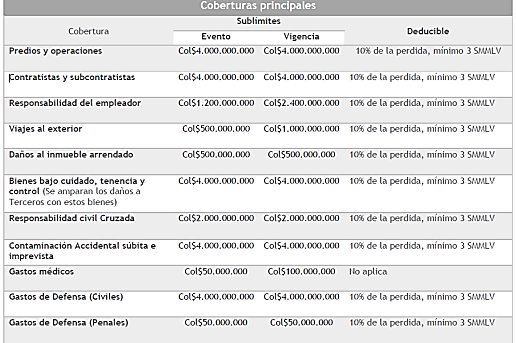 Coberturas principales
Cobertura Sublímites Deducible
Evento Vigencia
Predios y operaciones Col$4.000.000.000 Col$4.000.000.000 10% de la perdida, mínimo 3 SMMLV
Contratistas y subcontratistas Col$4.000.000.000 Col$4.000.000.000 10% de la perdida, mínimo 3 SMMLV
Responsabilidad del empleador Col$1.200.000.000 Col$2.400.000.000 10% de la perdida, mínimo 3 SMMLV
Viajes al exterior Col$500.000.000 Col$1.000.000.000 10% de la perdida, mínimo 3 SMMLV
Daños al inmueble arrendado Col$500.000.000 Col$500.000.000 10% de la perdida, mínimo 3 SMMLV
Bienes bajo cuidado, tenencia y Col$4.000.000.000 Col$4.000.000.000 10% de la perdida, mínimo 3 SMMLV
control (Se amparan los daños a
Terceros con estos bienes)
Responsabilidad civil Cruzada Col$2.000.000.000 Col$2.000.000.000 10% de la perdida, mínimo 3 SMMLV
Contaminación Accidental súbita e Col$4.000.000.000 Col$4.000.000.000 10% de la perdida, mínimo 3 SMMLV
imprevista
Gastos médicos Col$50.000.000 Col$100.000.000 No aplica
Gastos de Defensa (Civiles) Col$4.000.000.000 Col$4.000.000.000 10% de la perdida, mínimo 3 SMMLV
Gastos de Defensa (Penales) Col$50.000.000 Col$50.000.000 10% de la perdida, mínimo 3 SMMLV